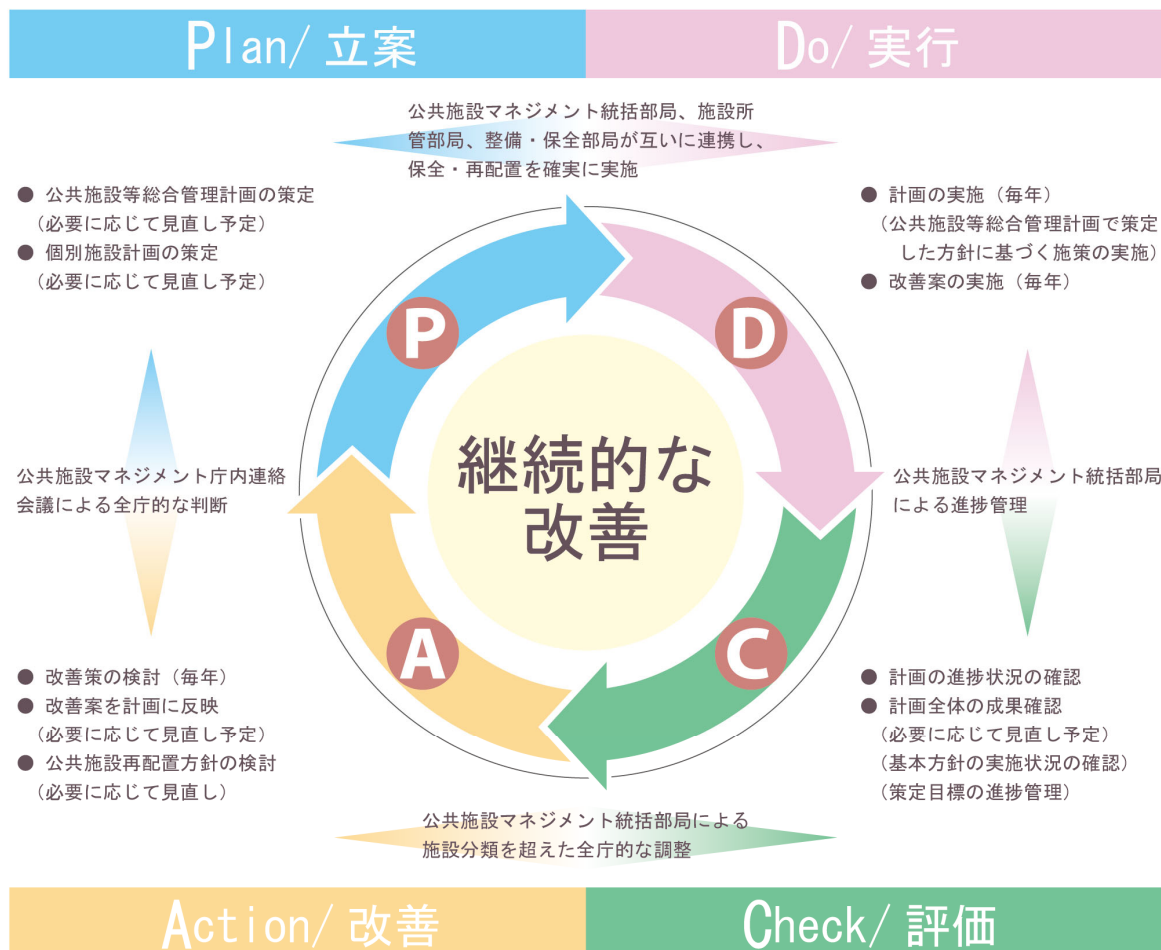 Plan/立案
Do/実行
公共施設マネジメント統括部局、施設所
管部局、整備・保全部局が互いに連携し、
保全・再配置を確実に実施
● 公共施設等総合管理計画の策定
（必要に応じて見直し予定）
● 個別施設計画の策定
（必要に応じて見直し予定）
● 計画の実施（毎年）
（公共施設等総合管理計画で策定
した方針に基づく施策の実施）
● 改善案の実施（毎年）
P
D
公共施設マネジメント庁内連絡
会議による全庁的な判断
継続的な
改善
公共施設マネジメント統括部局
による進捗管理
A
C
● 改善策の検討（毎年）
● 改善案を計画に反映
（必要に応じて見直し予定）
● 公共施設再配置方針の検討
（必要に応じて見直し）
● 計画の進捗状況の確認
● 計画全体の成果確認
（必要に応じて見直し予定）
（基本方針の実施状況の確認）
（策定目標の進捗管理）
公共施設マネジメント統括部局による
施設分類を超えた全庁的な調整
Action/改善
Check/評価